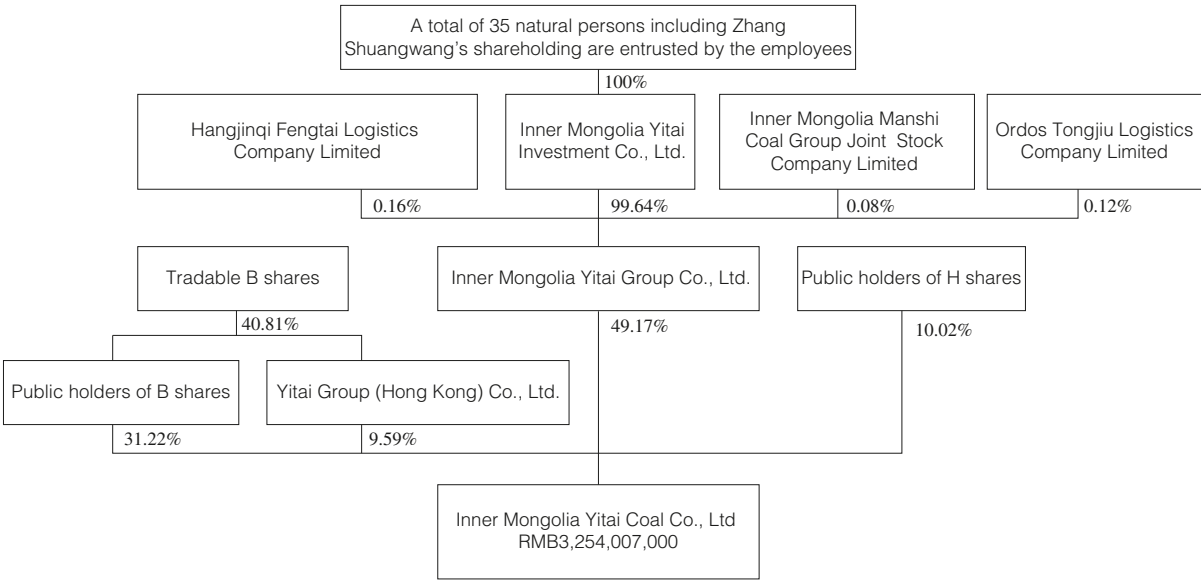 A total of 35 natural persons including Zhang
Shuangwang's shareholding are entrusted by the employees
100%
Hangjinqi Fengtai Logistics
Company Limited
Inner Mongolia Yitai
Investment Co., Ltd.
Inner Mongolia Manshi
Coal Group Joint Stock
Company Limited
Ordos Tongjiu Logistics
Company Limited
0.16%
99.64%
0.08%
0.12%
Tradable B shares
Inner Mongolia Yitai Group Co., Ltd.
Public holders of H shares
40.81%
49.17%
10.02%
Public holders of B shares
Yitai Group (Hong Kong) Co., Ltd.
31.22%
9.59%
Inner Mongolia Yitai Coal Co., Ltd
RMB3,254,007,000